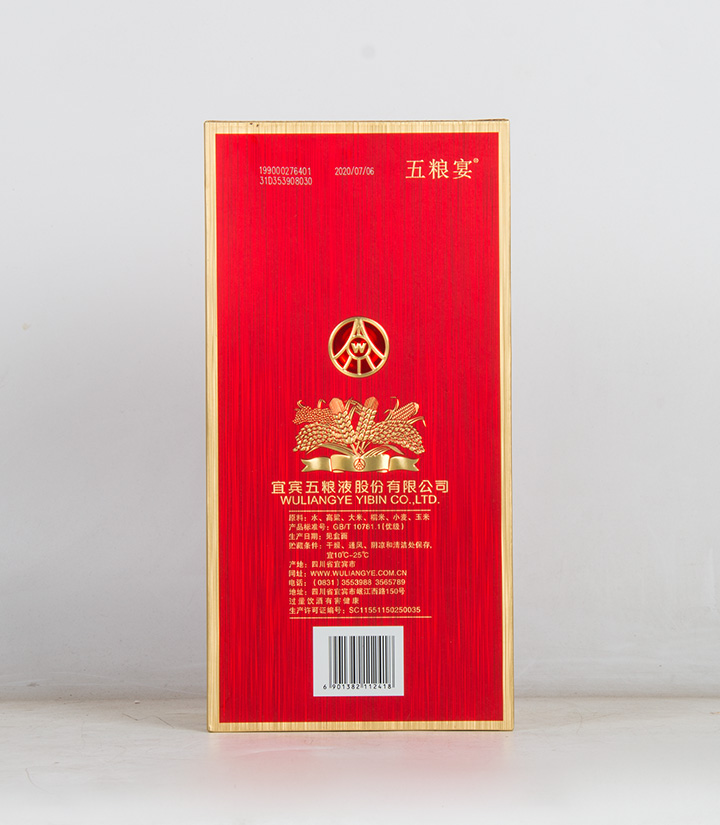 199000276401
31D353908030
2020/07/06
五粮宴®
W
宜宾五粮液股份有限公司
WULIANGYE YIBIN CO.,LTD.
原料：水、高粱、大米、糯米、小麦、玉米
产品标准号：GB/T 10781.1(优级)
生产日期：见盒面
贮藏条件：干燥、通风、阴凉和清洁处保存，
宜10℃-25℃
产地：四川省宜宾市
网址：WWW.WULIANGYE.COM.CN
电话：（0831）3553988 3565789
地址：四川省宜宾市岷江西路150号
过量饮酒有害健康
生产许可证编号：SC11551150250035
6 901382 112418